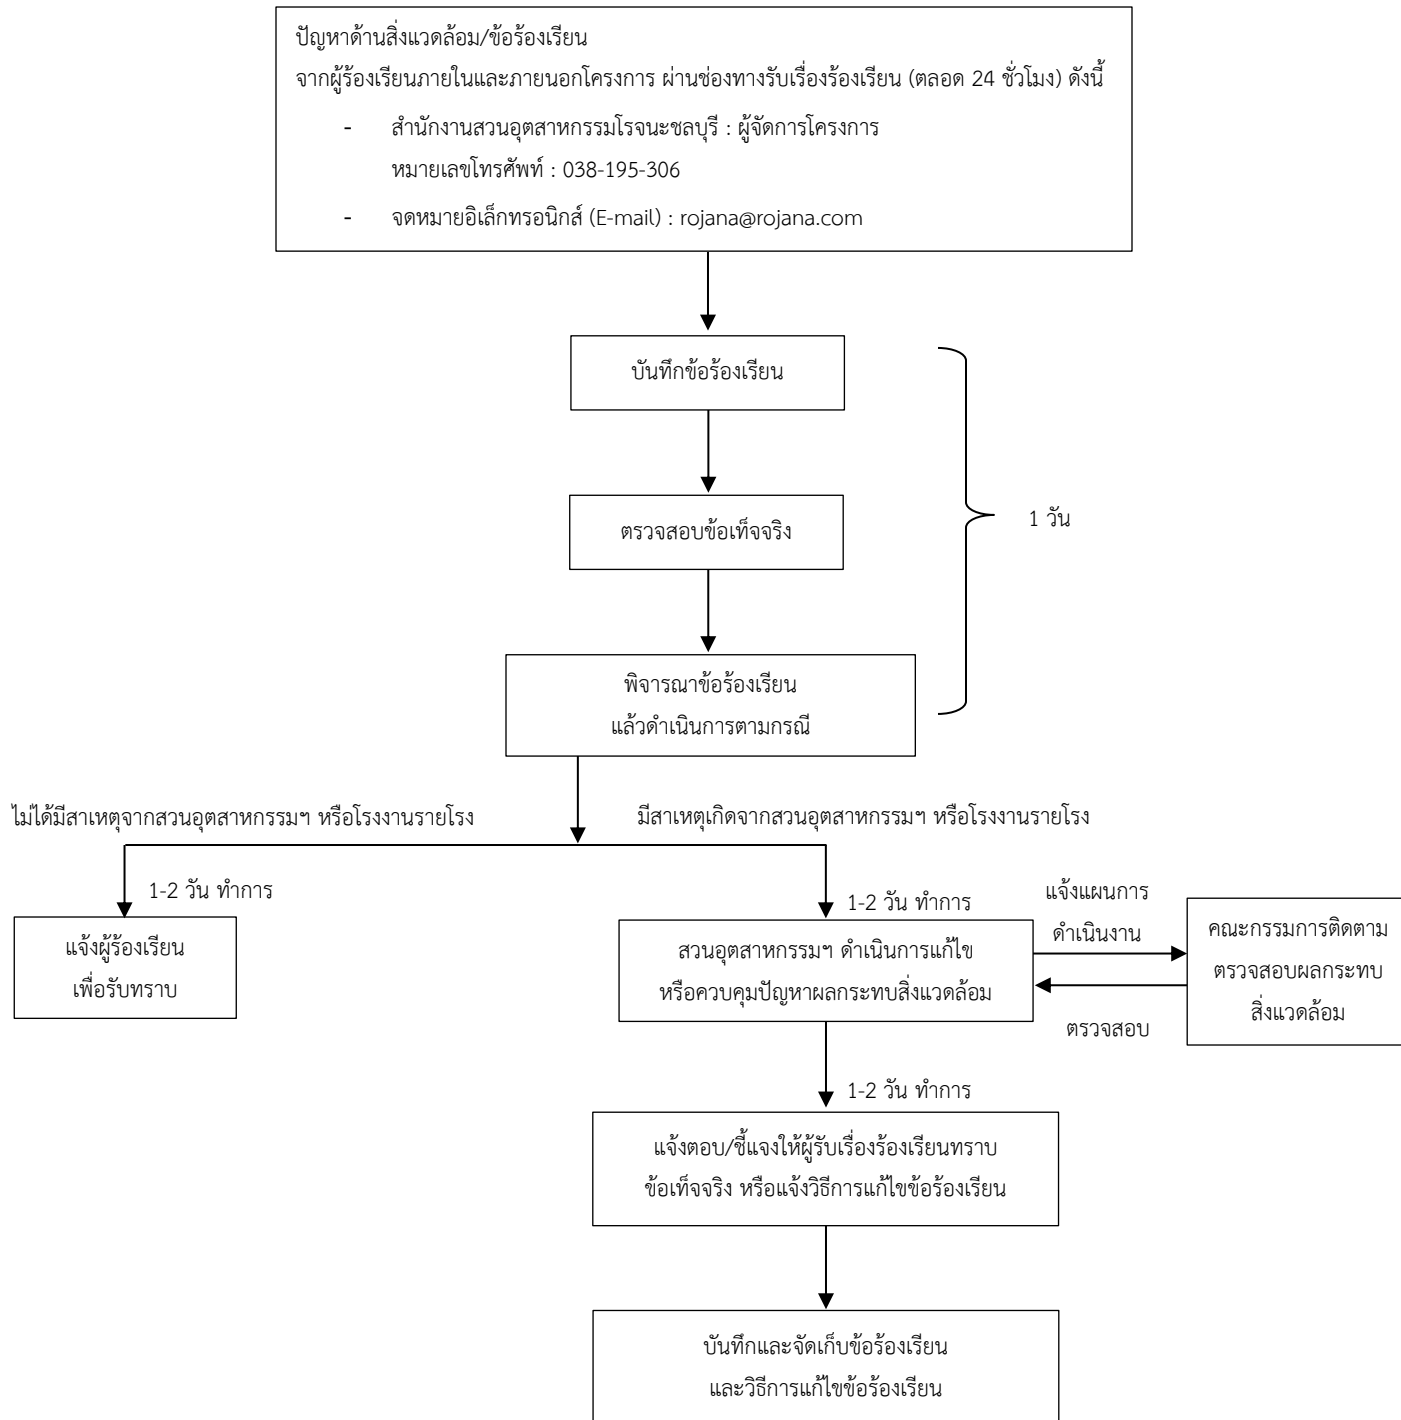 ปัญหาด้านสิ่งแวดล้อม/ข้อร้องเรียน
จากผู้ร้องเรียนภายในและภายนอกโครงการ ผ่านช่องทางรับเรื่องร้องเรียน (ตลอด 24 ชั่วโมง) ดังนี้
- สำนักงานสวนอุตสาหกรรมโรจนะชลบุรี : ผู้จัดการโครงการ
หมายเลขโทรศัพท์ : 038-195-306
- จดหมายอิเล็กทรอนิกส์ (E-mail) : rojana@rojana.com
บันทึกข้อร้องเรียน
ตรวจสอบข้อเท็จจริง
1 วัน
พิจารณาข้อร้องเรียน
แล้วดำเนินการตามกรณี
ไม่ได้มีสาเหตุจากสวนอุตสาหกรรมฯ หรือโรงงานรายโรง
มีสาเหตุเกิดจากสวนอุตสาหกรรมฯ หรือโรงงานรายโรง
1-2 วัน ทำการ
แจ้งผู้ร้องเรียน
เพื่อรับทราบ
1-2 วัน ทำการ
สวนอุตสาหกรรมฯ ดำเนินการแก้ไข
หรือควบคุมปัญหาผลกระทบสิ่งแวดล้อม
แจ้งแผนการ
ดำเนินงาน
ตรวจสอบ
คณะกรรมการติดตาม
ตรวจสอบผลกระทบ
สิ่งแวดล้อม
1-2 วัน ทำการ
แจ้งตอบ/ชี้แจงให้ผู้รับเรื่องร้องเรียนทราบ
ข้อเท็จจริง หรือแจ้งวิธีการแก้ไขข้อร้องเรียน
บันทึกและจัดเก็บข้อร้องเรียน
และวิธีการแก้ไขข้อร้องเรียน